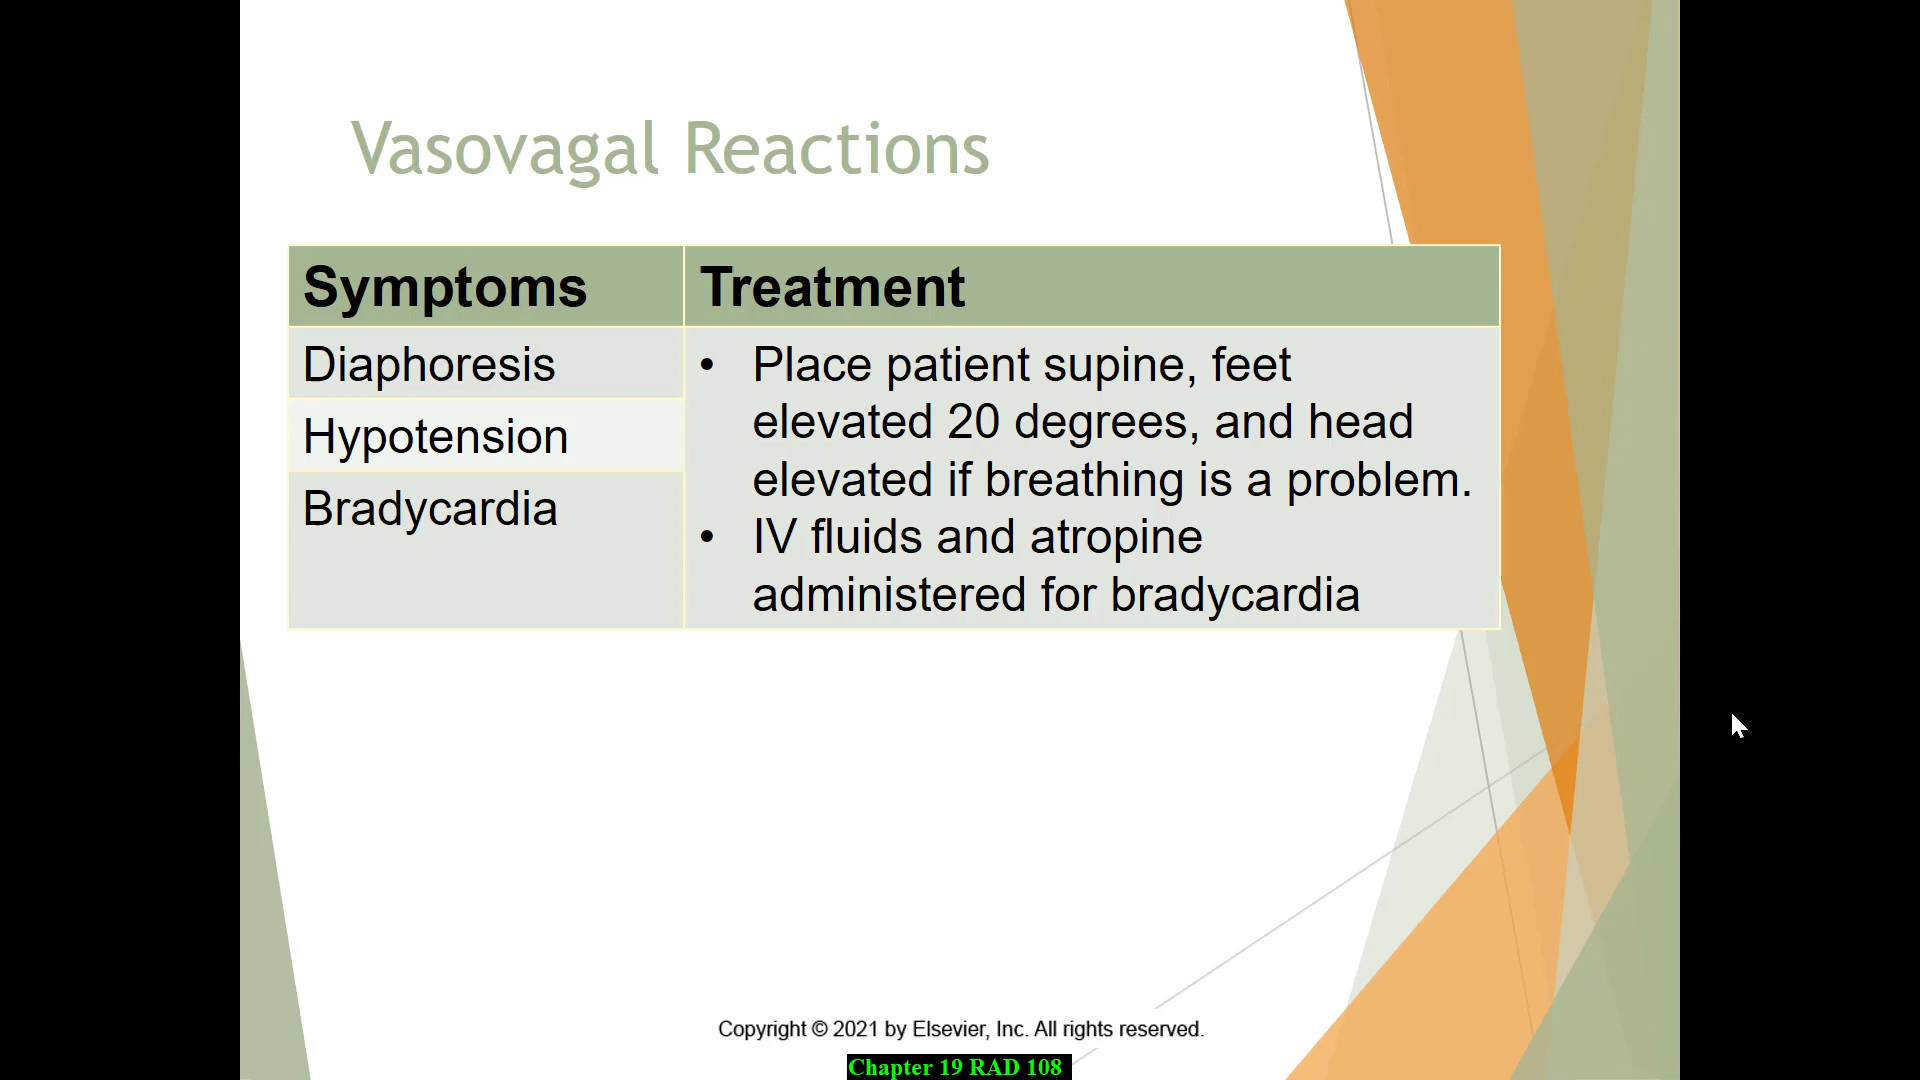 Vasovagal Reactions
Symptoms
Treatment
Diaphoresis
Hypotension
Bradycardia
• Place patient supine, feet
elevated 20 degrees, and head
elevated if breathing is a problem.
• IV fluids and atropine
administered for bradycardia
Copyright © 2021 by Elsevier, Inc. All rights reserved.
Chapter 19 RAD 108